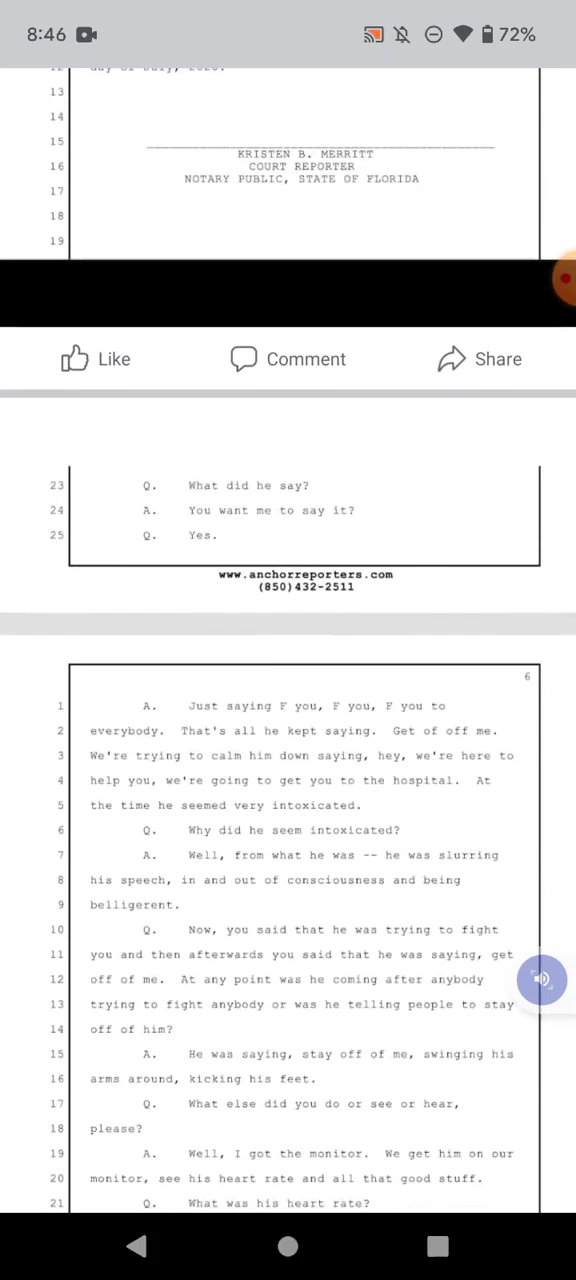 8:46 72%
13
14
15
KRISTEN B. MERRITT
16 COURT REPORTER
NOTARY PUBLIC, STATE OF FLORIDA
17
18
19
Like Comment Share
23 Q. What did he say?
24 A. You want me to say it?
25 Q. Yes.
www.anchorreporters.com
(850)432-2511
6
1 A. Just saying F you, F you, F you to
2 everybody. That's all he kept saying. Get of off me.
3 We're trying to calm him down saying, hey, we're here to
4 help you, we're going to get you to the hospital. At
5 the time he seemed very intoxicated.
6 Q. Why did he seem intoxicated?
7 A. Well, from what he was -- he was slurring
8 his speech, in and out of consciousness and being
9 belligerent.
10 Q. Now, you said that he was trying to fight
11 you and then afterwards you said that he was saying, get
12 off of me. At any point was he coming after anybody
13 trying to fight anybody or was he telling people to stay
14 off of him?
15 A. He was saying, stay off of me, swinging his
16 arms around, kicking his feet.
17 Q. What else did you do or see or hear,
18 please?
19 A. Well, I got the monitor. We get him on our
20 monitor, see his heart rate and all that good stuff.
21 Q. What was his heart rate?